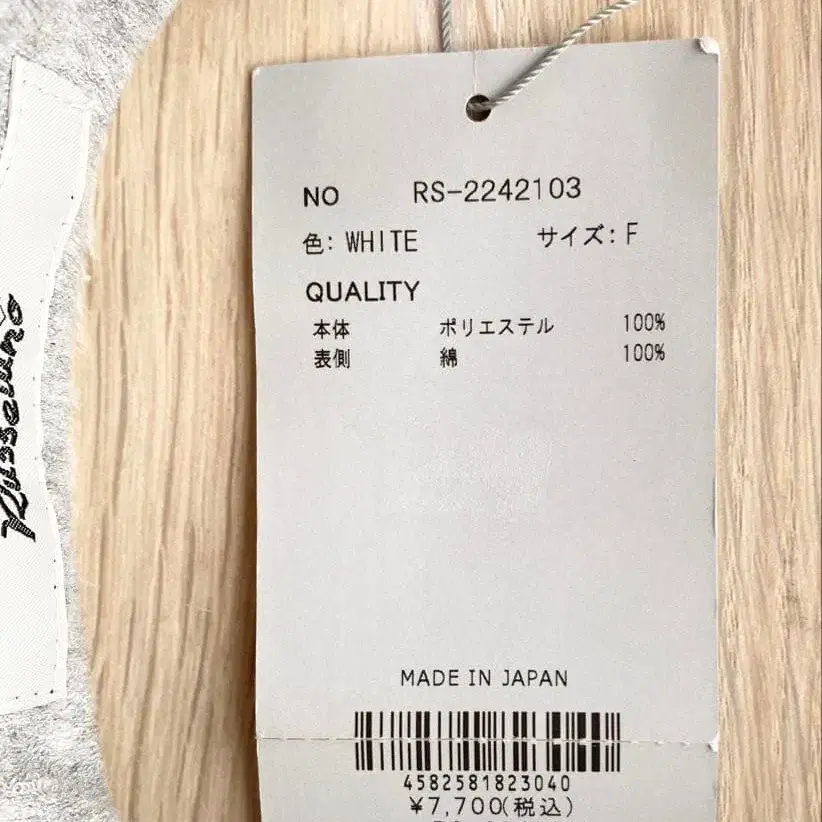 Russeluno
NO RS-2242103
色: WHITE サイズ: F
QUALITY
本体 ポリエステル 100%
表側 綿 100%
MADE IN JAPAN
4582581823040
¥7,700(税込)